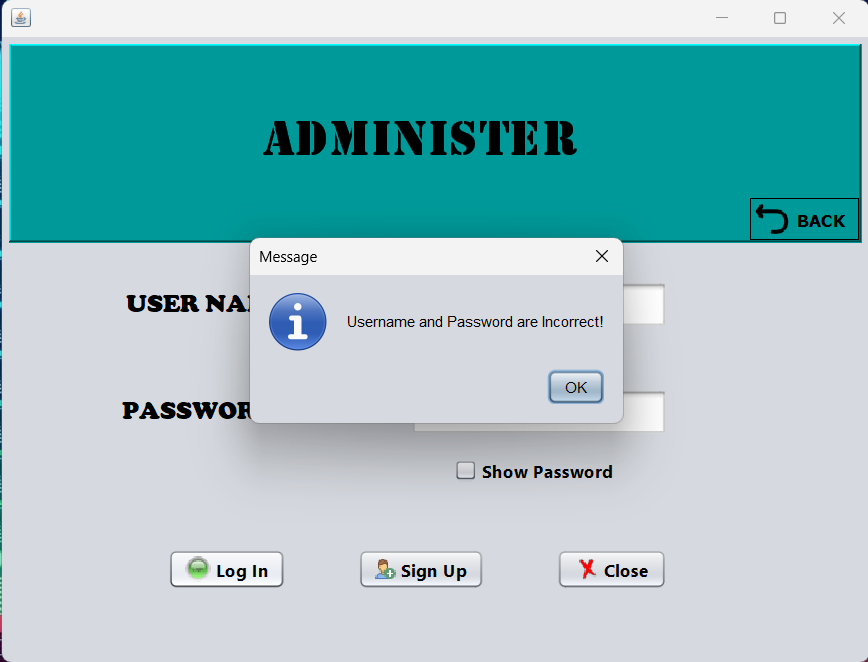 ADMINISTER
BACK
Message
Username and Password are Incorrect!
OK
USER NA
PASSWOR
Show Password
Log In
Sign Up
Close